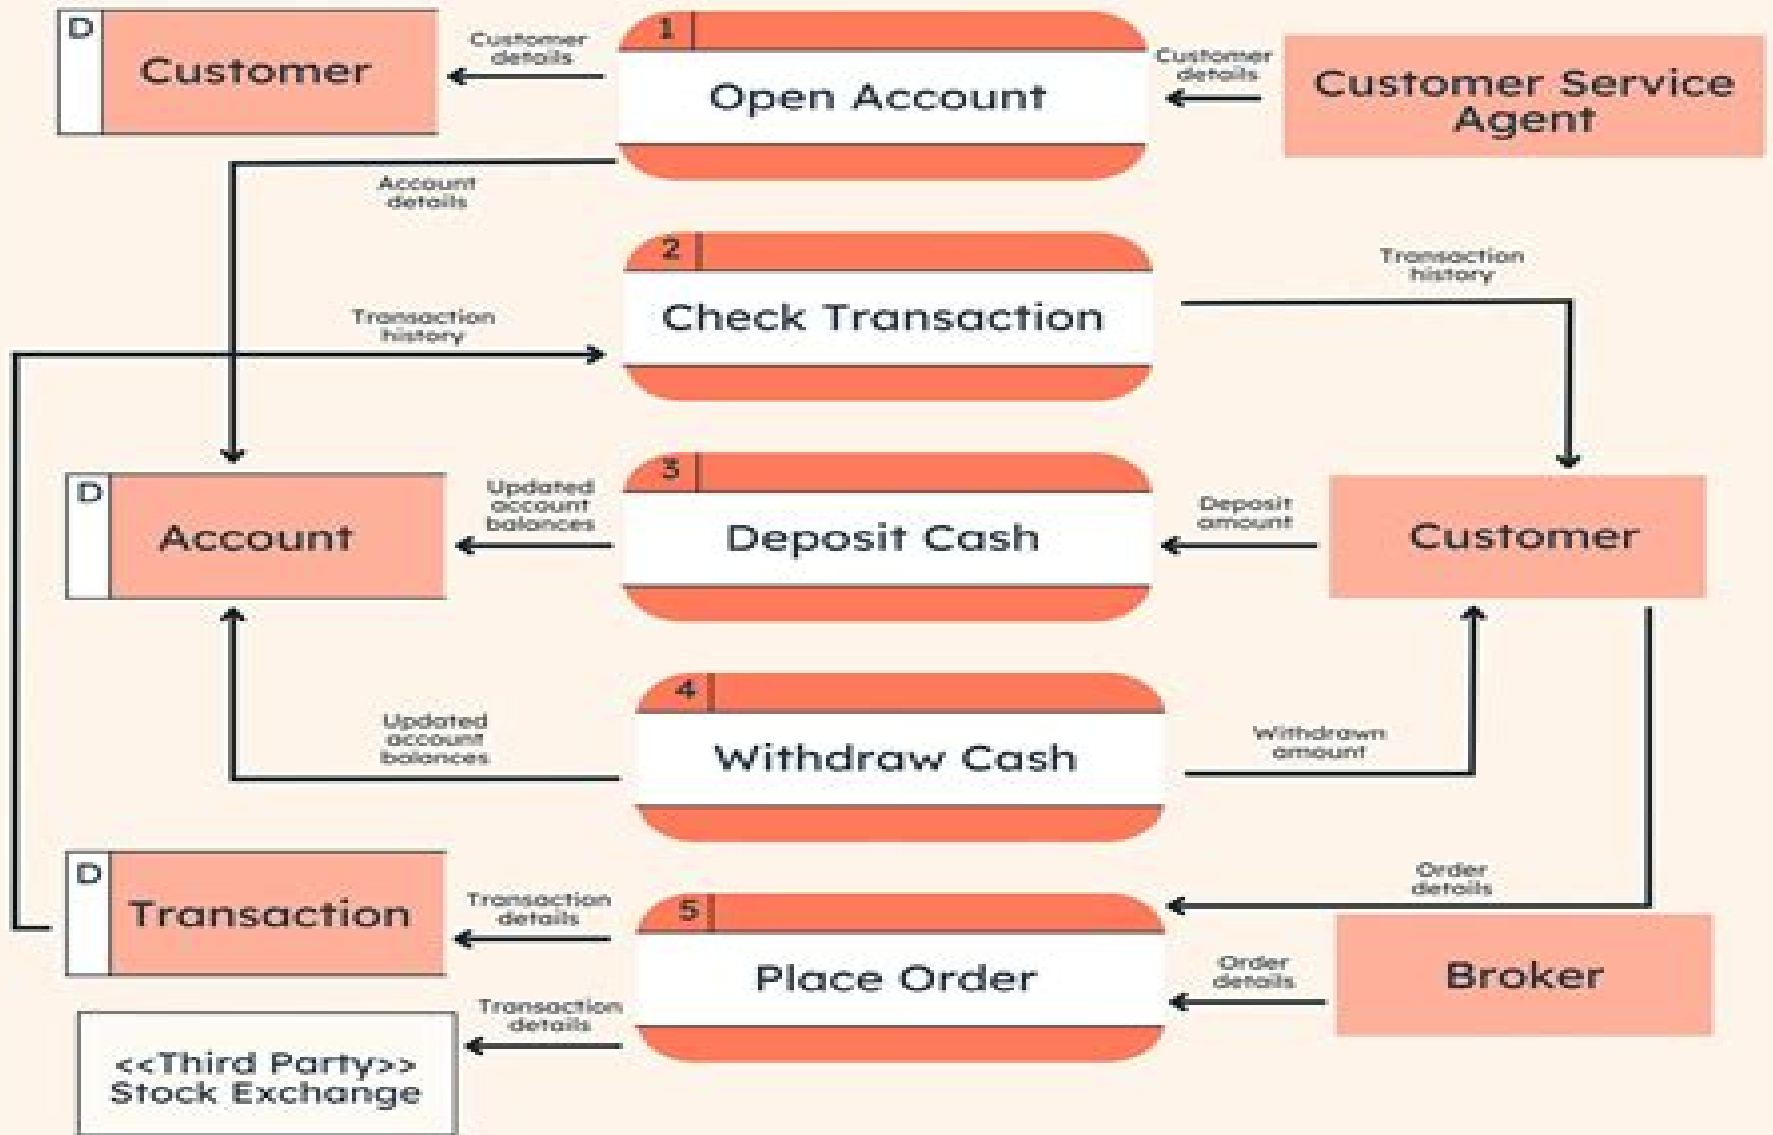 D
Customer
Customer
details
1
Open Account
Customer
details
Customer Service
Agent
Account
details
2
Check Transaction
Transaction
history
Transaction
history
D
Account
Updated
account
balances
3
Deposit Cash
Deposit
amount
Customer
Updated
account
balances
4
Withdraw Cash
Withdrawn
amount
D
Transaction
Transaction
details
5
Place Order
Order
details
Order
details
Broker
Transaction
details
<<Third Party>>
Stock Exchange